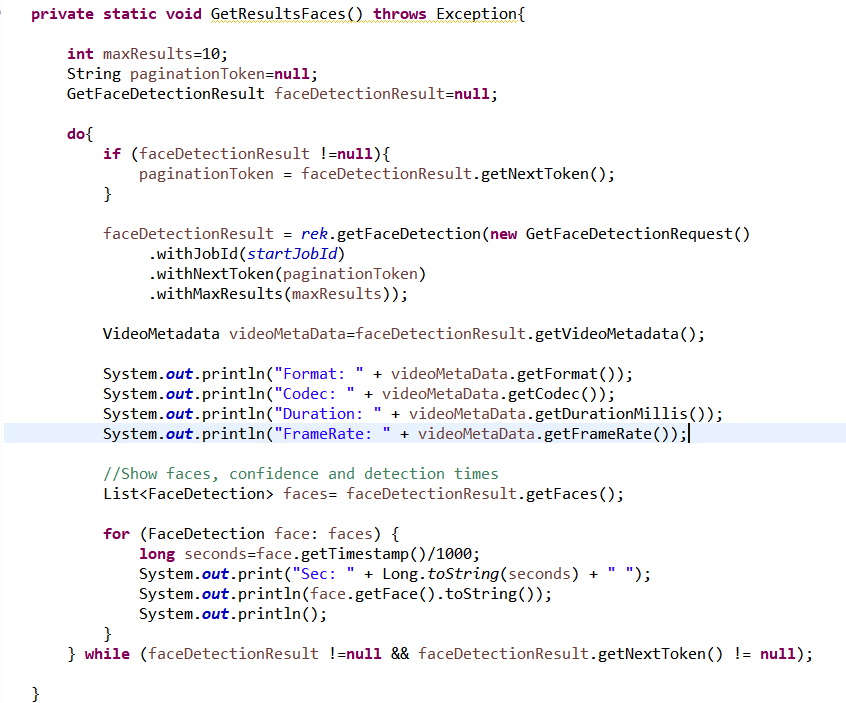 private static void GetResultsFaces() throws Exception{
int maxResults=10;
String paginationToken=null;
GetFaceDetectionResult faceDetectionResult=null;
do{
if (faceDetectionResult !=null){
paginationToken = faceDetectionResult.getNextToken();
}
faceDetectionResult = rek.getFaceDetection(new GetFaceDetectionRequest()
.withJobId(startJobId)
.withNextToken(paginationToken)
.withMaxResults(maxResults));
VideoMetadata videoMetaData=faceDetectionResult.getVideoMetadata();
System.out.println("Format: " + videoMetaData.getFormat());
System.out.println("Codec: " + videoMetaData.getCodec());
System.out.println("Duration: " + videoMetaData.getDurationMillis());
System.out.println("FrameRate: " + videoMetaData.getFrameRate());
//Show faces, confidence and detection times
List<FaceDetection> faces= faceDetectionResult.getFaces();
for (FaceDetection face: faces) {
long seconds=face.getTimestamp()/1000;
System.out.print("Sec: " + Long.toString(seconds) + " ");
System.out.println(face.getFace().toString());
System.out.println();
}
} while (faceDetectionResult !=null && faceDetectionResult.getNextToken() != null);
}